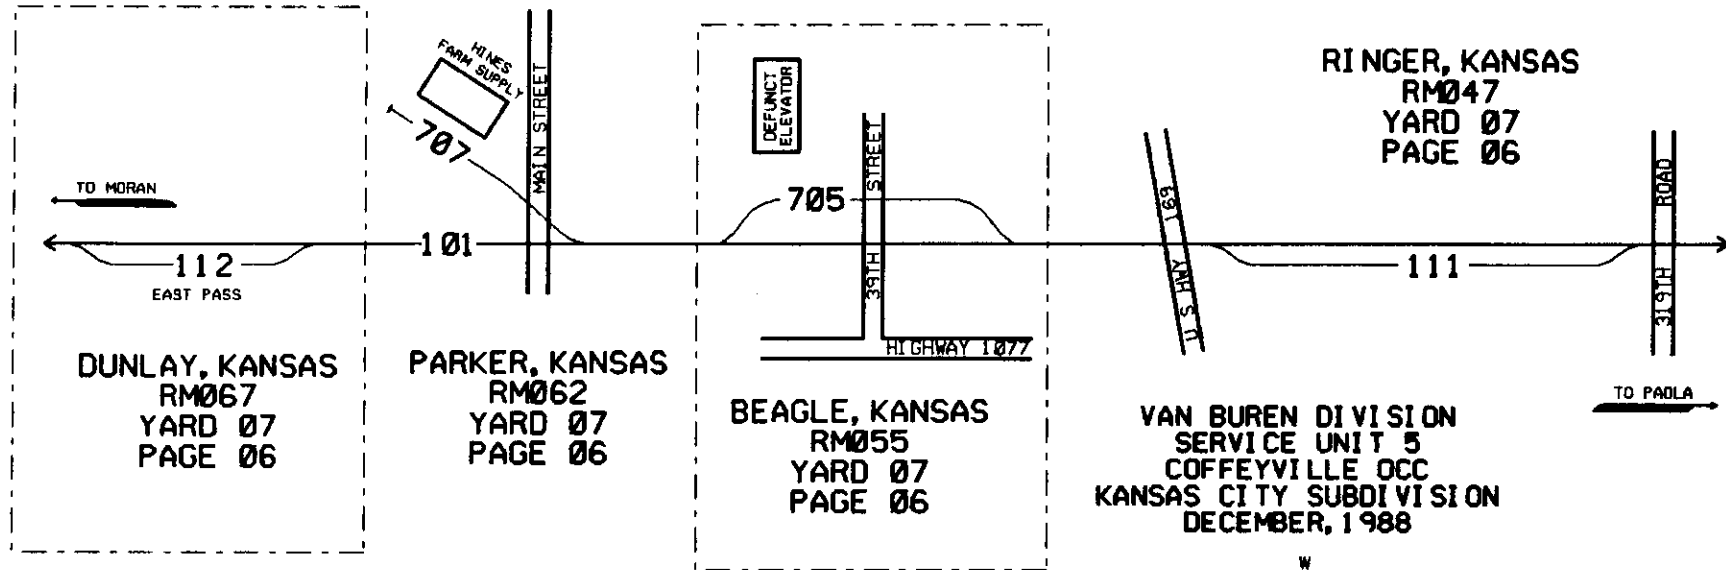 TO MORAN
112
EAST PASS
DUNLAY, KANSAS
RM067
YARD 07
PAGE 06
HINES
FARM SUPPLY
707
MAIN STREET
101
PARKER, KANSAS
RM062
YARD 07
PAGE 06
DEFUNCT
ELEVATOR
705
39TH STREET
HIGHWAY 1077
BEAGLE, KANSAS
RM055
YARD 07
PAGE 06
RINGER, KANSAS
RM047
YARD 07
PAGE 06
U S HWY 169
111
319TH ROAD
TO PAOLA
VAN BUREN DIVISION
SERVICE UNIT 5
COFFEYVILLE OCC
KANSAS CITY SUBDIVISION
DECEMBER, 1988
W